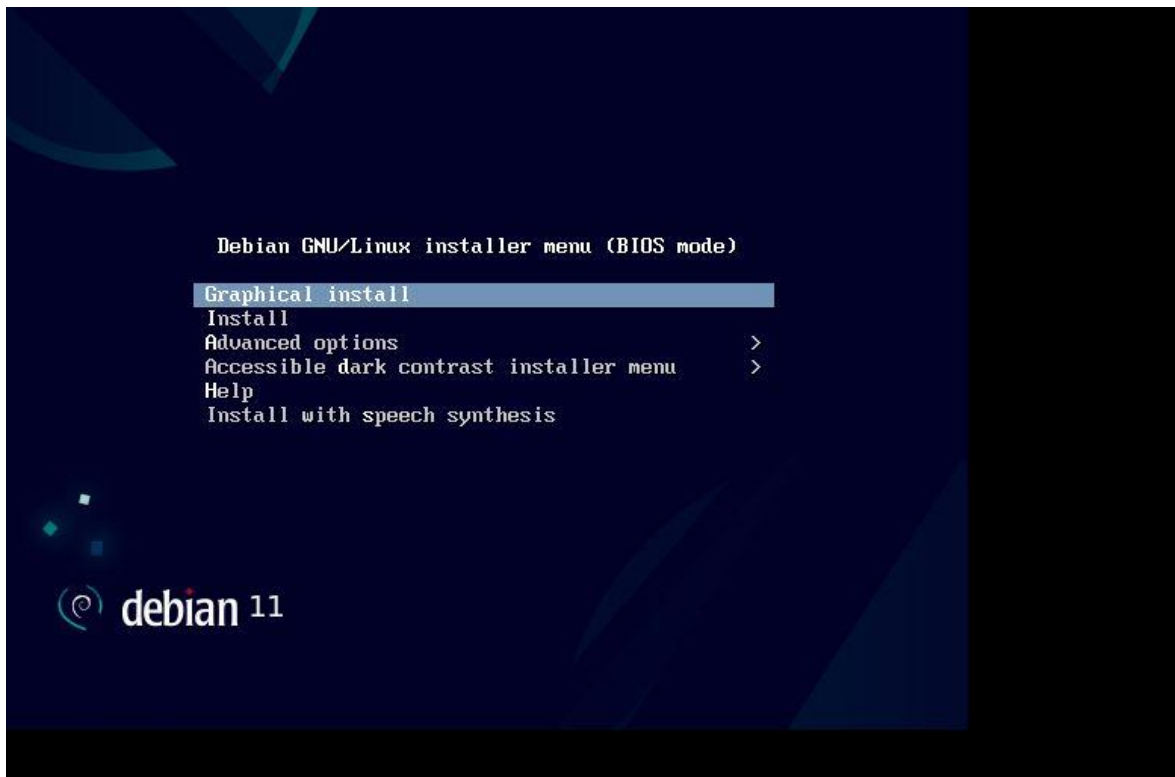 Debian GNU/Linux installer menu (BIOS mode)
Graphical install
Install
Advanced options >
Accessible dark contrast installer menu >
Help
Install with speech synthesis
debian 11